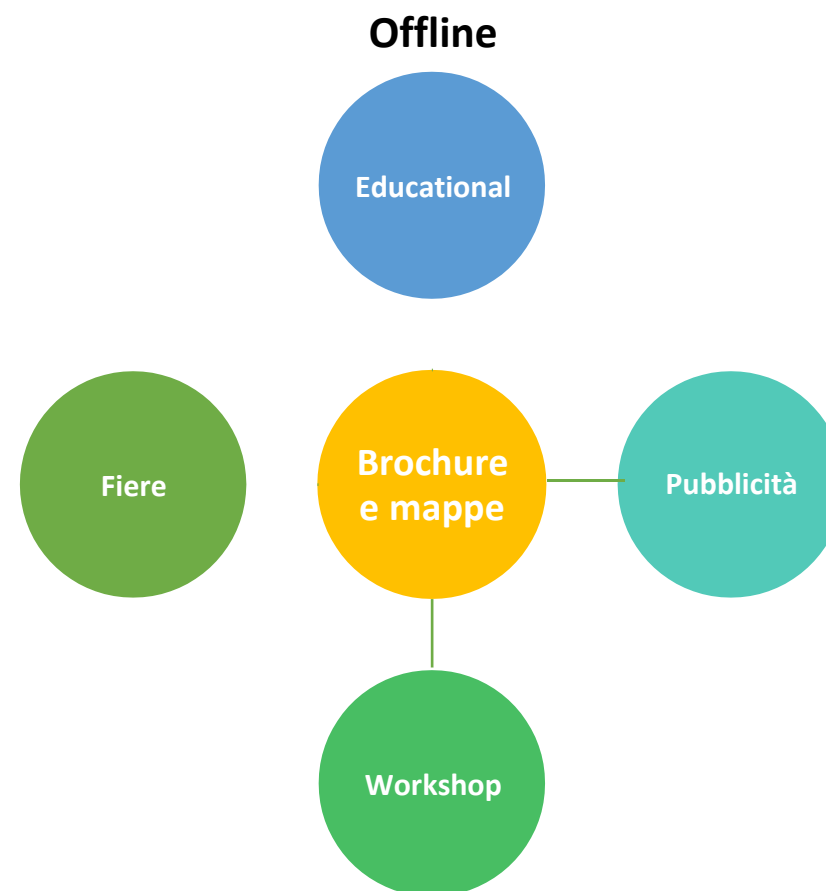 Offline
Educational
Fiere
Brochure
e mappe
Pubblicità
Workshop